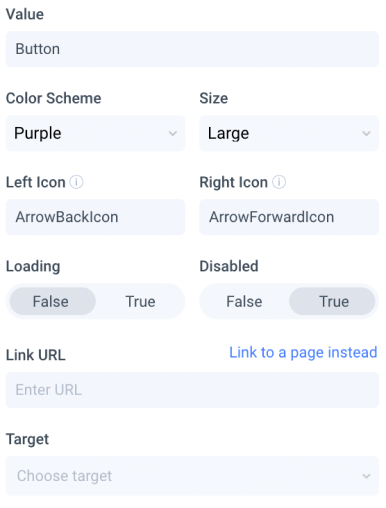 Value
Button
Color Scheme Size
Purple Large
Left Icon Right Icon
ArrowBackIcon ArrowForwardIcon
Loading Disabled
False True False True
Link URL Link to a page instead
Enter URL
Target
Choose target